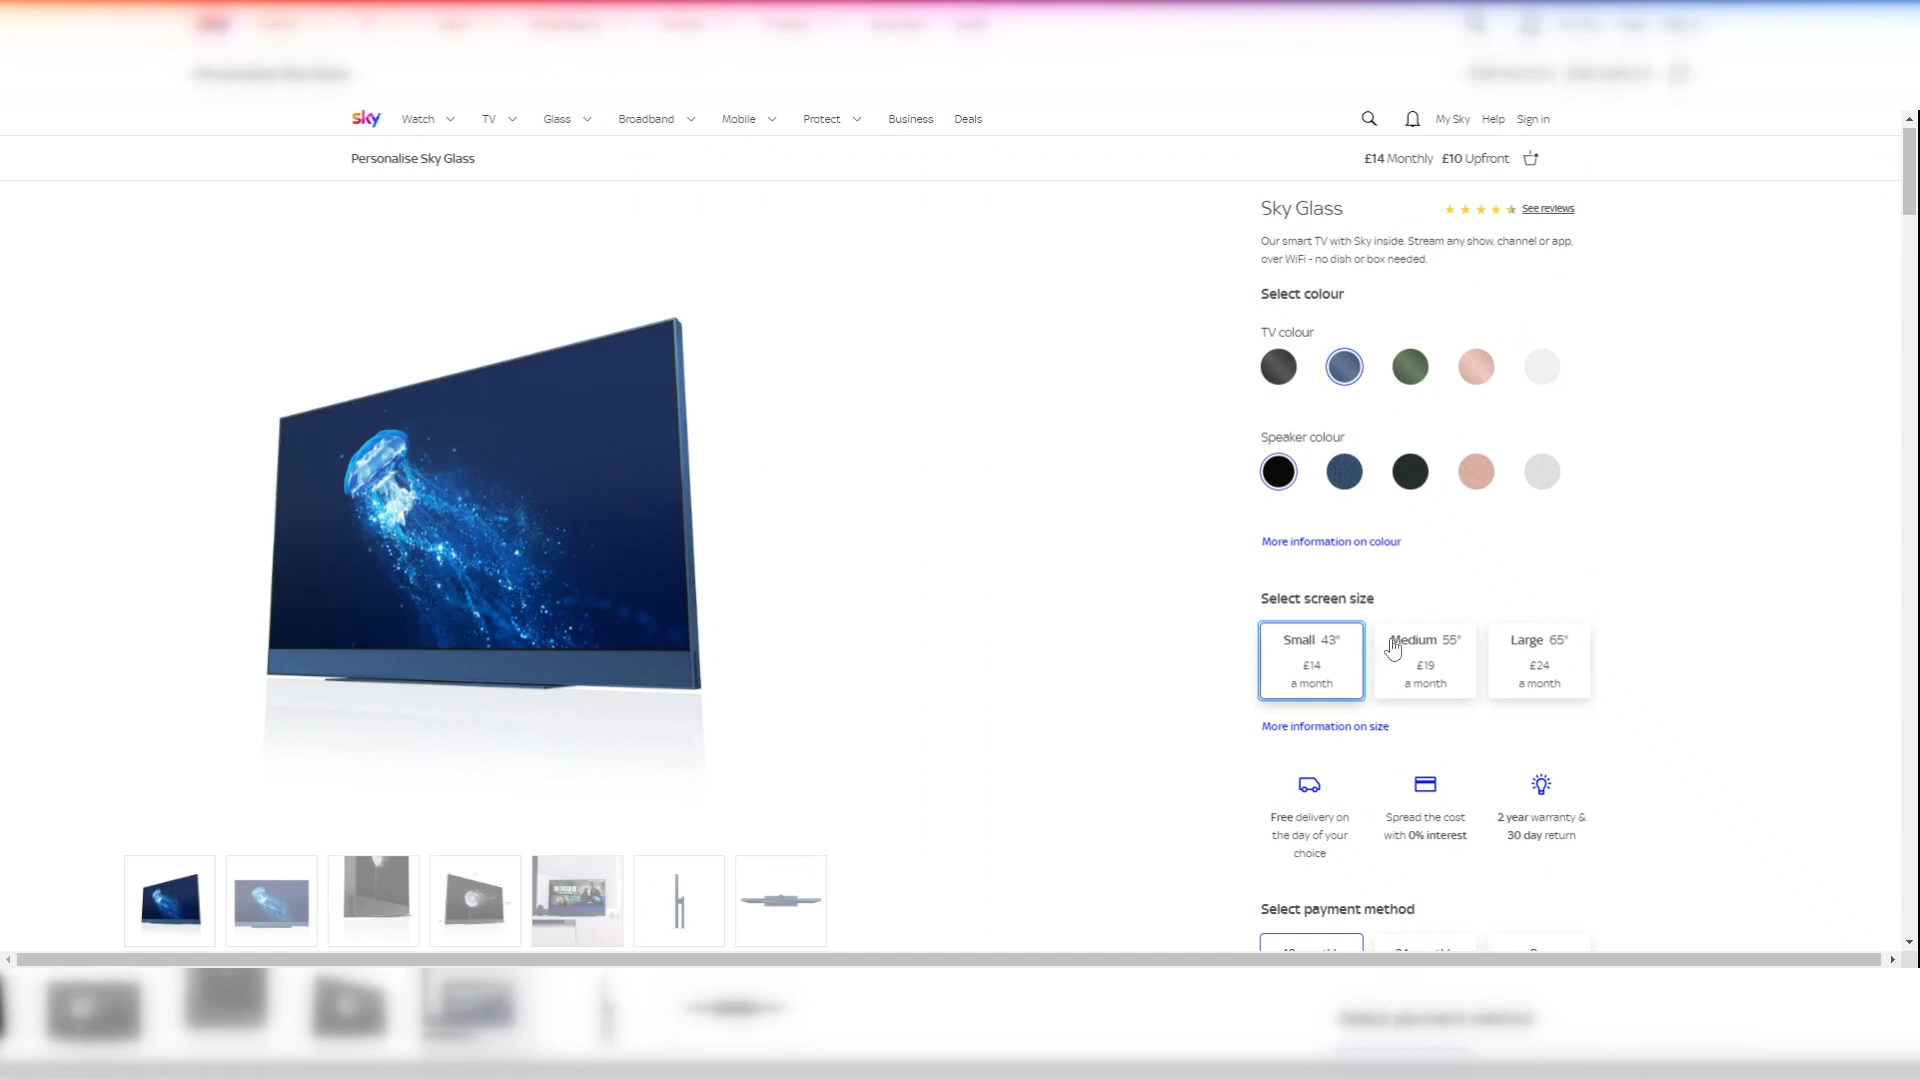 sky Watch TV Glass Broadband Mobile Protect Business Deals My Sky Help Sign in
Personalise Sky Glass £14 Monthly £10 Upfront
Sky Glass See reviews
Our smart TV with Sky inside. Stream any show, channel or app,
over WiFi - no dish or box needed.
Select colour
TV colour
Speaker colour
More information on colour
Select screen size
Small 43" Medium 55" Large 65"
£14 £19 £24
a month a month a month
More information on size
Free delivery on Spread the cost 2 year warranty &
the day of your with 0% interest 30 day return
choice
Select payment method